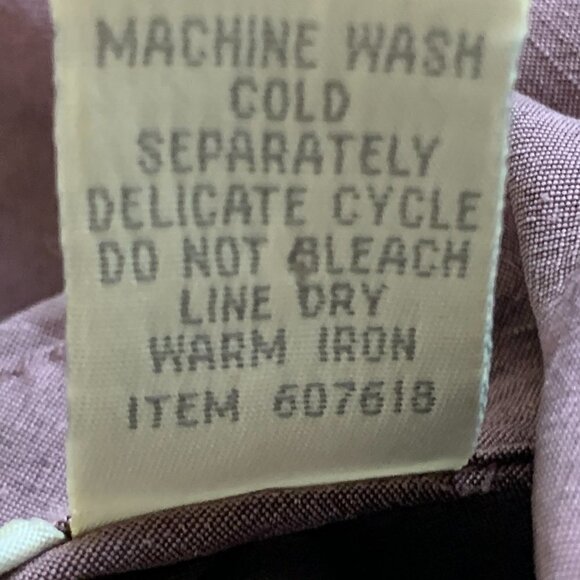 MACHINE WASH
COLD
SEPARATELY
DELICATE CYCLE
DO NOT BLEACH
LINE DRY
WARM IRON
ITEM 607618